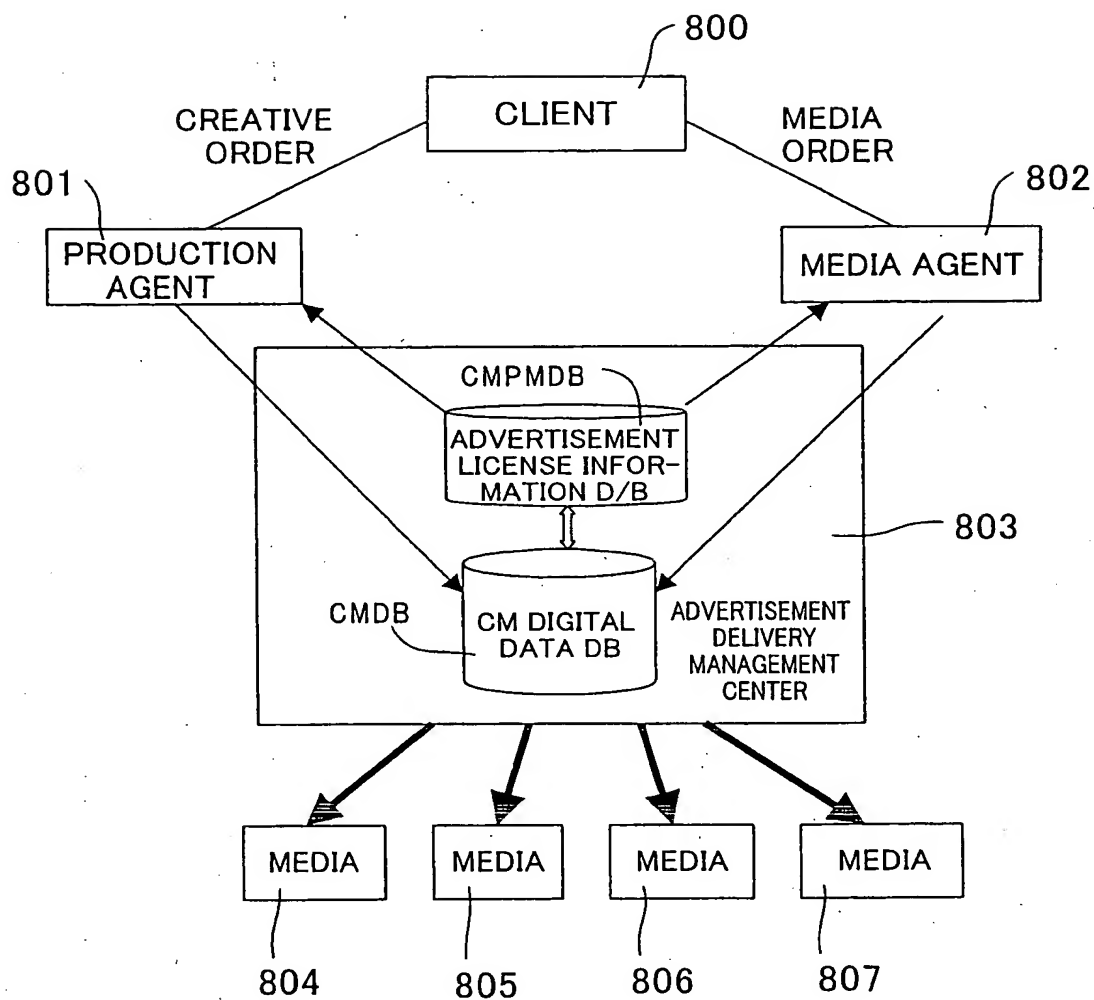 800
CLIENT
CREATIVE
ORDER
MEDIA
ORDER
801
802
PRODUCTION
AGENT
MEDIA AGENT
CMPMDB
ADVERTISEMENT
LICENSE INFOR-
MATION D/B
803
CMDB
CM DIGITAL
DATA DB
ADVERTISEMENT
DELIVERY
MANAGEMENT
CENTER
MEDIA
MEDIA
MEDIA
MEDIA
804
805
806
807